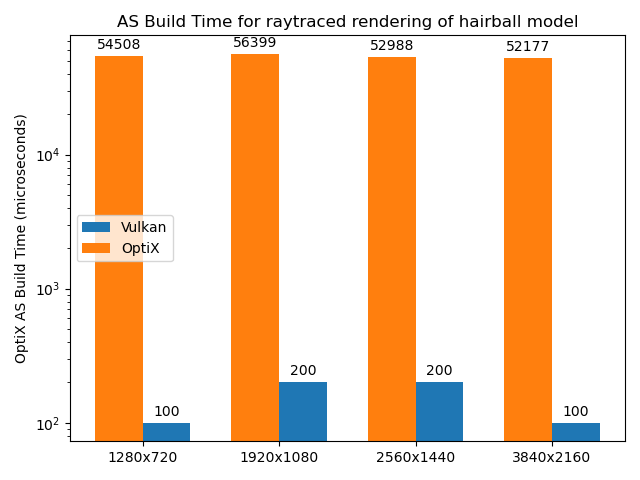 AS Build Time for raytraced rendering of hairball model
54508
56399
52988
52177
OptiX AS Build Time (microseconds)
10^4
10^3
10^2
Vulkan
OptiX
100
200
200
100
1280x720
1920x1080
2560x1440
3840x2160